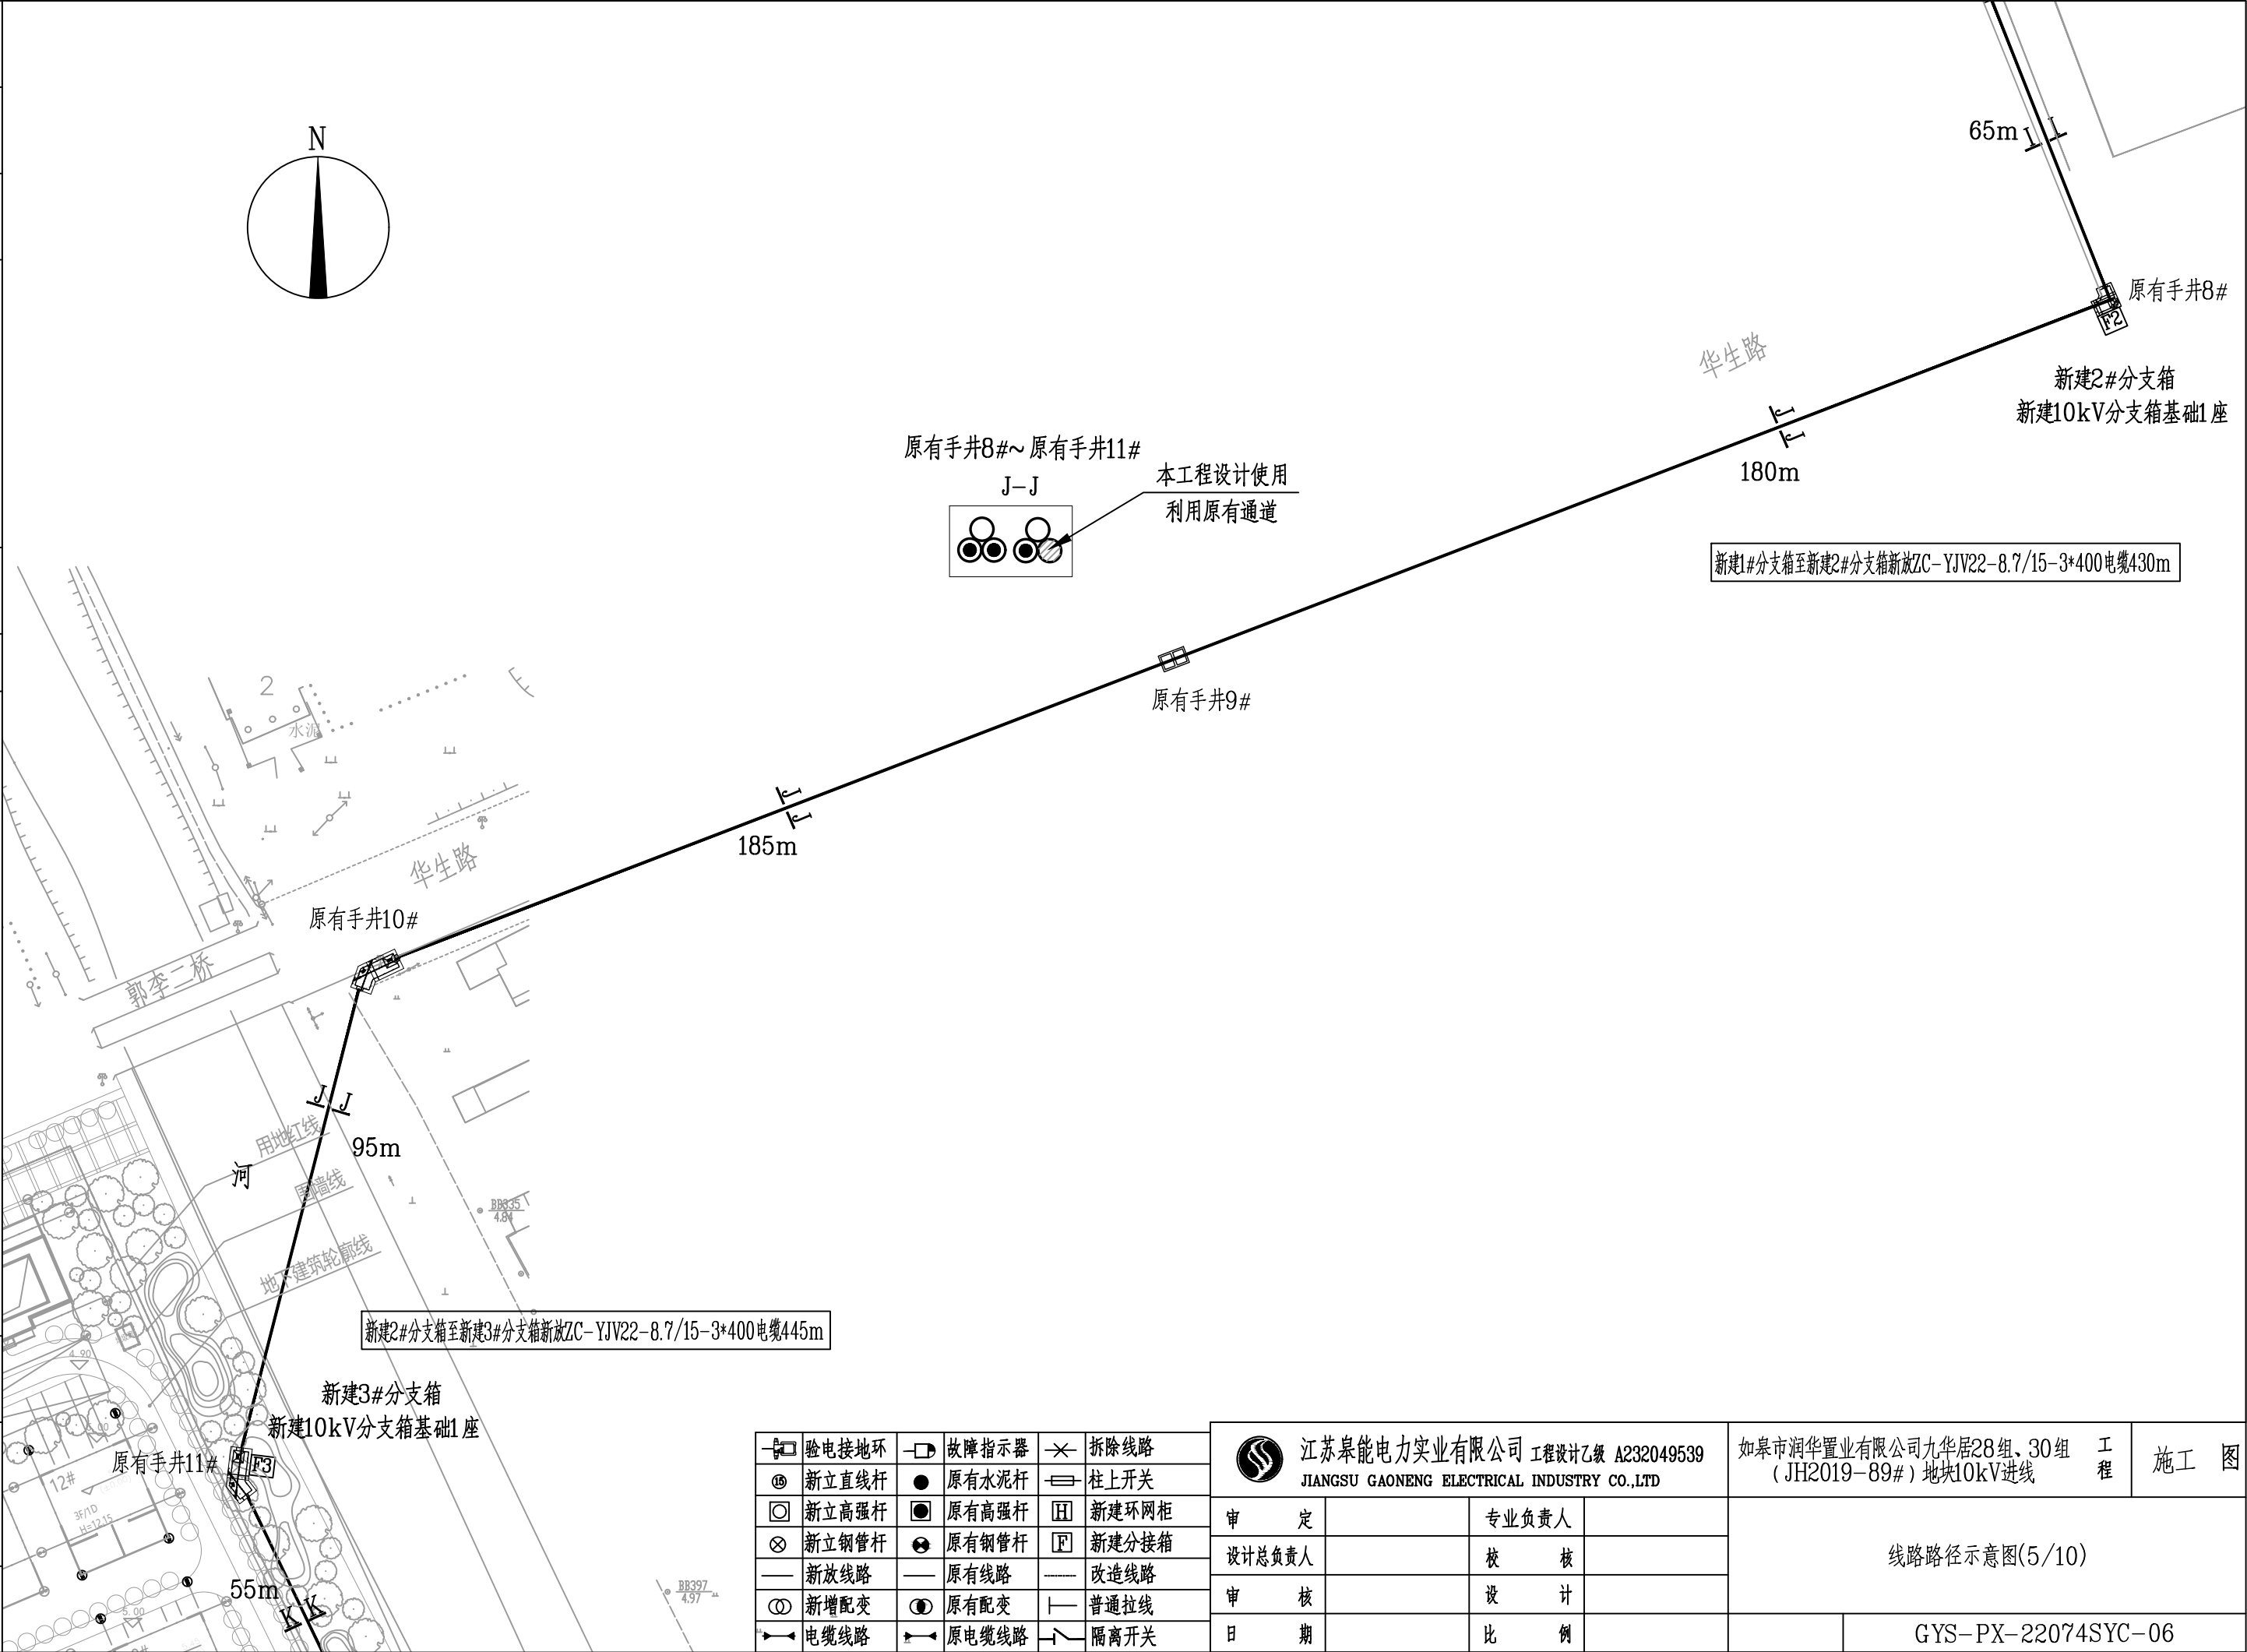 N
65m
J J
原有手井8#
F2
华生路
新建2#分支箱
新建10kV分支箱基础1座
J
J
180m
原有手井8#~原有手井11#
J-J
本工程设计使用
利用原有通道
新建1#分支箱至新建2#分支箱新放ZC-YJV22-8.7/15-3*400电缆430m
2
水泥
原有手井9#
J
J
185m
华生路
原有手井10#
郭李二桥
J J
95m
用地红线
河
围墙线
BB335
4.84
地下建筑轮廓线
新建2#分支箱至新建3#分支箱新放ZC-YJV22-8.7/15-3*400电缆445m
4.90
新建3#分支箱
新建10kV分支箱基础1座
原有手井11#
F3
12#
3F/1D
H=12.15
55m
K K
5.00
BB397
4.97
验电接地环 故障指示器 拆除线路
新立直线杆 原有水泥杆 柱上开关
新立高强杆 原有高强杆 H 新建环网柜
新立钢管杆 原有钢管杆 F 新建分接箱
新放线路 原有线路 改造线路
新增配变 原有配变 普通拉线
电缆线路 原电缆线路 隔离开关
江苏皋能电力实业有限公司 工程设计乙级 A232049539
JIANGSU GAONENG ELECTRICAL INDUSTRY CO.,LTD
如皋市润华置业有限公司九华居28组、30组
(JH2019-89#)地块10kV进线
工程
施工 图
审 定 专业负责人
设计总负责人 校 核
审 核 设 计
日 期 比 例
线路路径示意图(5/10)
GYS-PX-22074SYC-06